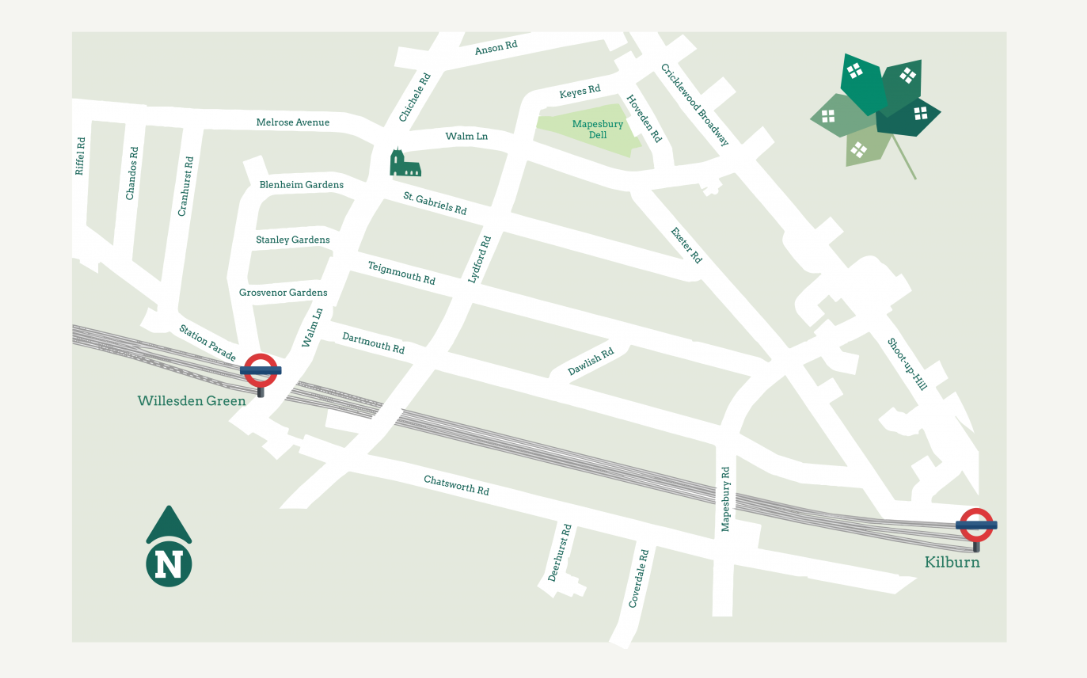 Anson Rd
Chichele Rd
Cricklewood Broadway
Keyes Rd
Hoveden Rd
Mapesbury
Dell
Melrose Avenue
Walm Ln
Riffel Rd
Chandos Rd
Cranhurst Rd
Blenheim Gardens
St. Gabriels Rd
Stanley Gardens
Lydford Rd
Exeter Rd
Teignmouth Rd
Grosvenor Gardens
Walm Ln
Station Parade
Dartmouth Rd
Dawlish Rd
Shoot-up-Hill
Willesden Green
Chatsworth Rd
Mapesbury Rd
Deerhurst Rd
Coverdale Rd
Kilburn
N